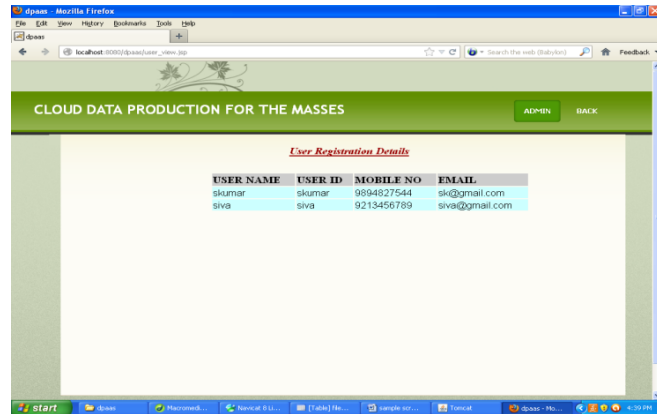 dpaas - Mozilla Firefox
File Edit View History Bookmarks Tools Help
dpaas
localhost:8080/dpaas/user_view.jsp
Search the web (Babylon)
Feedback
CLOUD DATA PRODUCTION FOR THE MASSES
ADMIN BACK
User Registration Details
USER NAME USER ID MOBILE NO EMAIL
skumar skumar 9894827544 sk@gmail.com
siva siva 9213456789 siva@gmail.com
start dpaas Macromed... Navicat 8 Li... [Table] file... sample scr... Tomcat dpaas - Mo... 4:39 PM